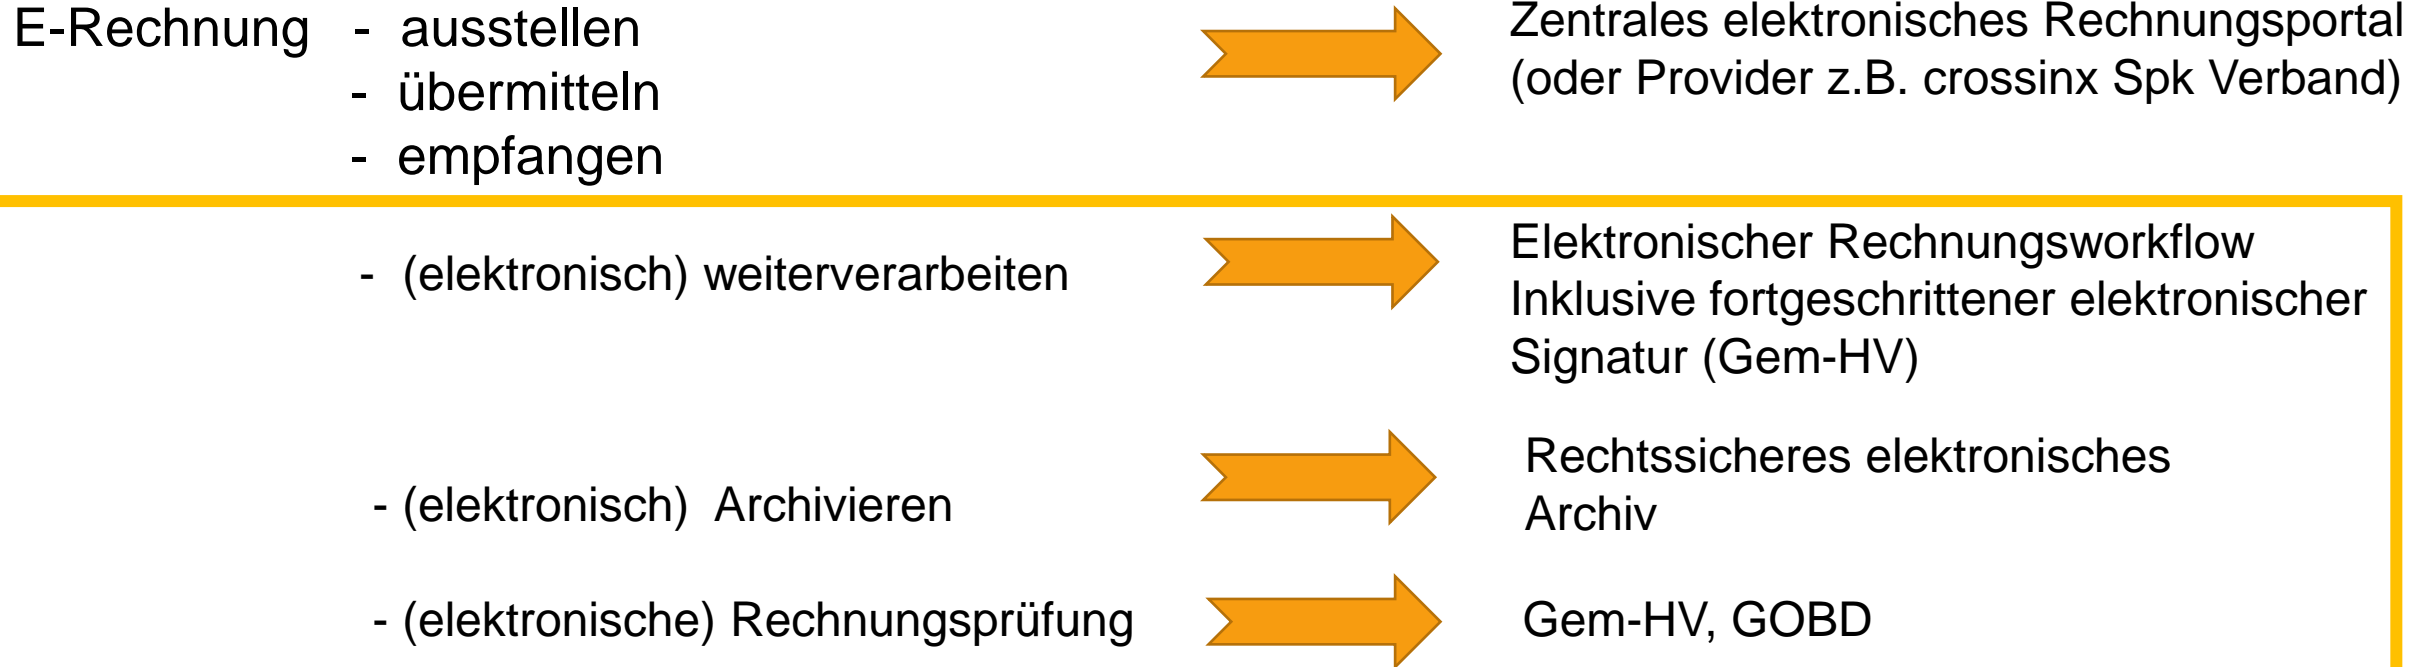 E-Rechnung - ausstellen
- übermitteln
- empfangen
Zentrales elektronisches Rechnungsportal
(oder Provider z.B. crossinx Spk Verband)
- (elektronisch) weiterverarbeiten
Elektronischer Rechnungsworkflow
Inklusive fortgeschrittener elektronischer
Signatur (Gem-HV)
- (elektronisch) Archivieren
Rechtssicheres elektronisches
Archiv
- (elektronische) Rechnungsprüfung
Gem-HV, GOBD